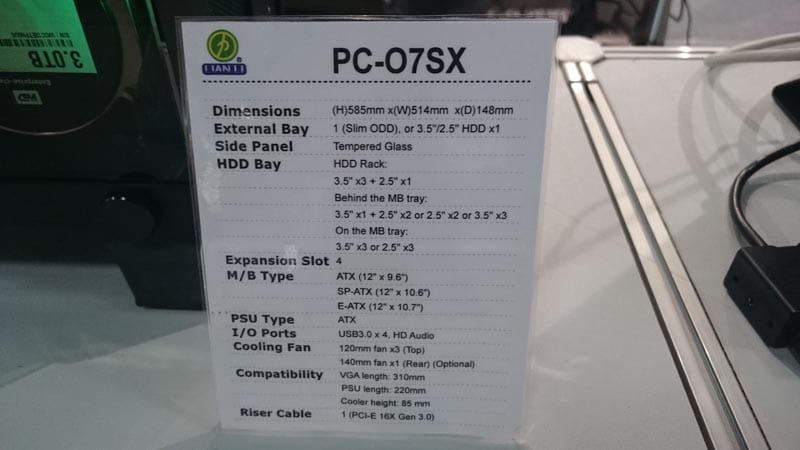 3.0TB
Enterprise-cla
WD
LIAN LI ®
PC-O7SX
Dimensions (H)585mm x(W)514mm x(D)148mm
External Bay 1 (Slim ODD), or 3.5"/2.5" HDD x1
Side Panel Tempered Glass
HDD Bay HDD Rack:
3.5" x3 + 2.5" x1
Behind the MB tray:
3.5" x1 + 2.5" x2 or 2.5" x2 or 3.5" x3
On the MB tray:
3.5" x3 or 2.5" x3
Expansion Slot 4
M/B Type ATX (12" x 9.6")
SP-ATX (12" x 10.6")
E-ATX (12" x 10.7")
PSU Type ATX
I/O Ports USB3.0 x 4, HD Audio
Cooling Fan 120mm fan x3 (Top)
140mm fan x1 (Rear) (Optional)
Compatibility VGA length: 310mm
PSU length: 220mm
Cooler height: 85 mm
Riser Cable 1 (PCI-E 16X Gen 3.0)